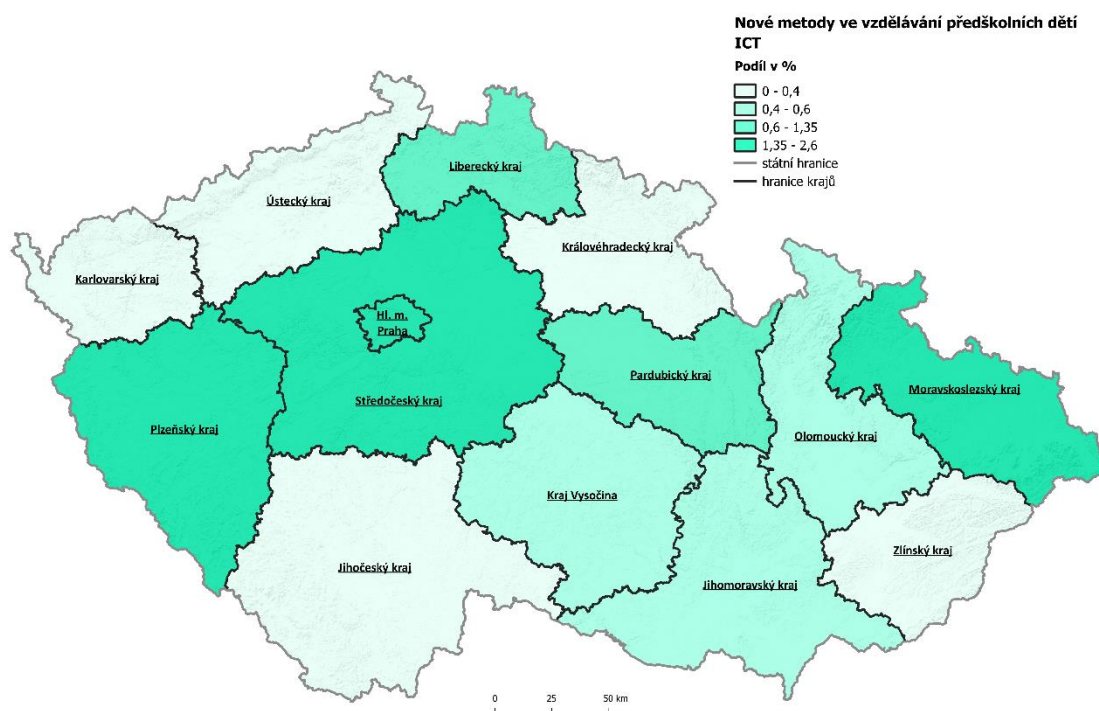 Nové metody ve vzdělávání předškolních dětí
ICT
Podíl v %
0 - 0,4
0,4 - 0,6
0,6 - 1,35
1,35 - 2,6
státní hranice
hranice krajů
Liberecký kraj
Ústecký kraj
Královéhradecký kraj
Karlovarský kraj
Hl. m.
Praha
Pardubický kraj
Moravskoslezský kraj
Středočeský kraj
Plzeňský kraj
Olomoucký kraj
Kraj Vysočina
Zlínský kraj
Jihočeský kraj
Jihomoravský kraj
0 25 50 km